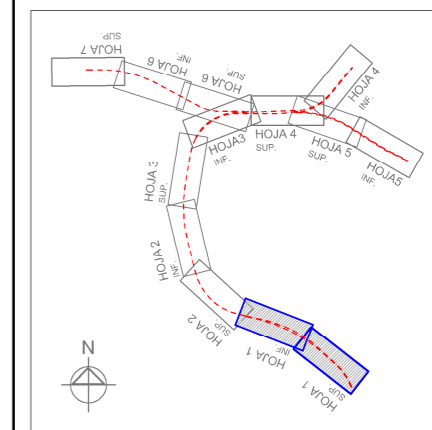 HOJA 7
SUP.
HOJA 6
INF.
HOJA 6
SUP.
HOJA 4
INF.
HOJA3
INF.
HOJA 4
SUP.
HOJA 5
SUP.
HOJA5
INF.
HOJA 3
SUP.
HOJA 2
INF.
HOJA 2
SUP
HOJA 1
INF.
HOJA 1
SUP
N